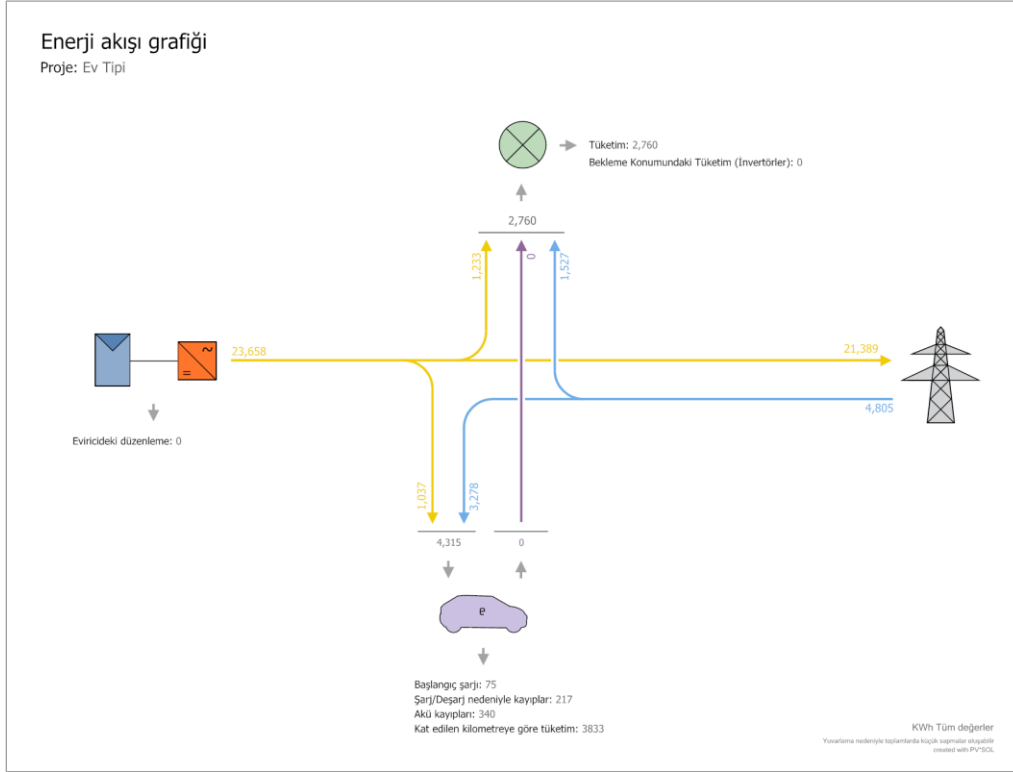 Enerji akışı grafiği
Proje: Ev Tipi
Tüketim: 2,760
Bekleme Konumundaki Tüketim (İnvertörler): 0
2,760
1,233
0
1,527
23,658
21,389
4,805
Eviricideki düzenleme: 0
1,037
3,278
4,315
0
e
Başlangıç şarjı: 75
Şarj/Deşarj nedeniyle kayıplar: 217
Akü kayıpları: 340
Kat edilen kilometreye göre tüketim: 3833
KWh Tüm değerler
Yuvarlama nedeniyle toplamlarda küçük sapmalar oluşabilir
created with PV*SOL